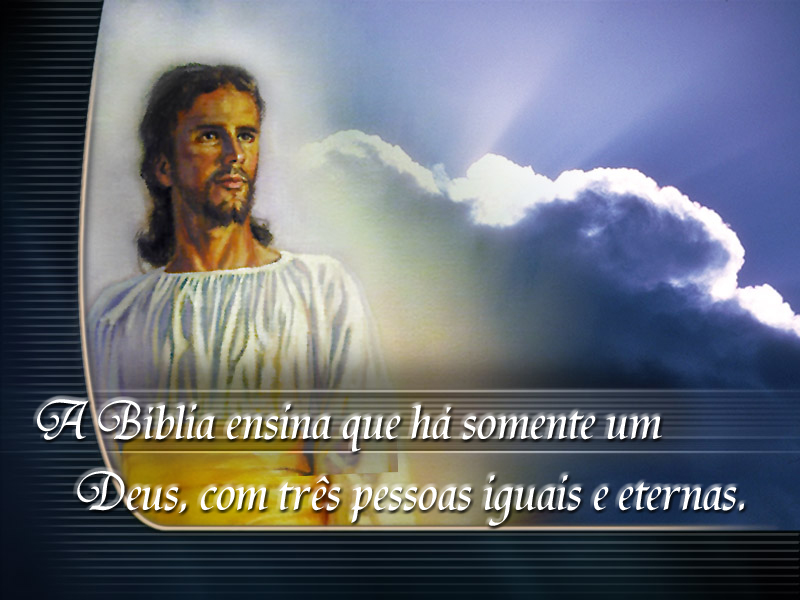 A Bíblia ensina que há somente um
Deus, com três pessoas iguais e eternas.